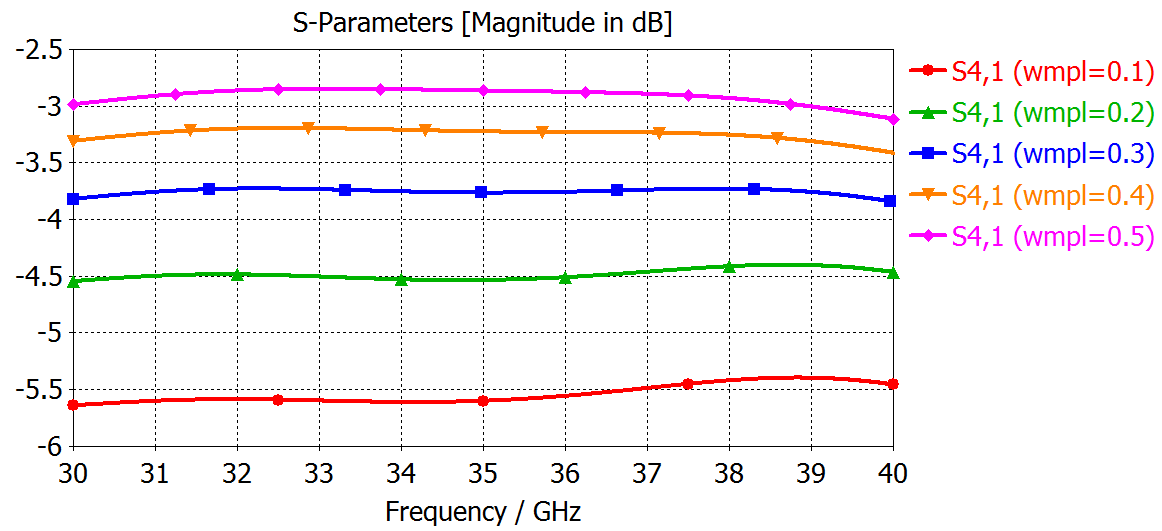 S-Parameters [Magnitude in dB]
-2.5
-3
-3.5
-4
-4.5
-5
-5.5
-6
30 31 32 33 34 35 36 37 38 39 40
Frequency / GHz
S4,1 (wmpl=0.1)
S4,1 (wmpl=0.2)
S4,1 (wmpl=0.3)
S4,1 (wmpl=0.4)
S4,1 (wmpl=0.5)